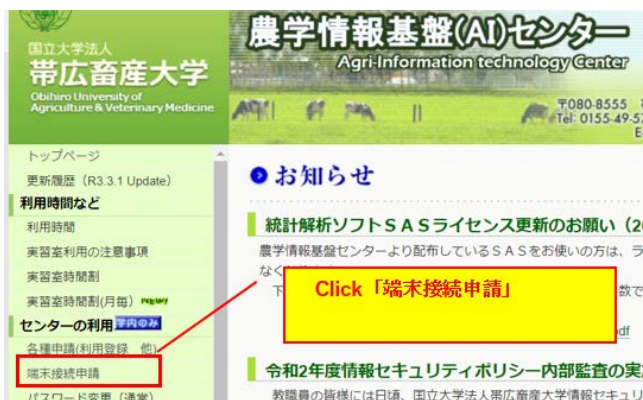 国立大学法人
帯広畜産大学
Obihiro University of
Agriculture & Veterinary Medicine
農学情報基盤(AI)センター
Agri-Information technology Center
〒080-8555
Tel: 0155-49-57
E
トップページ
更新履歴（R3.3.1 Update）
利用時間など
利用時間
実習室利用の注意事項
実習室時間割
実習室時間割(月毎) NEW!
センターの利用 学内のみ
各種申請(利用登録 他)
端末接続申請
パスワード変更（通常）
お知らせ
統計解析ソフトＳＡＳライセンス更新のお願い（2
農学情報基盤センターより配布しているＳＡＳをお使いの方は、ラ
なく
下
数で
df
Click「端末接続申請」
令和2年度情報セキュリティポリシー内部監査の実
教職員の皆様には日頃、国立大学法人帯広畜産大学情報セキュリ